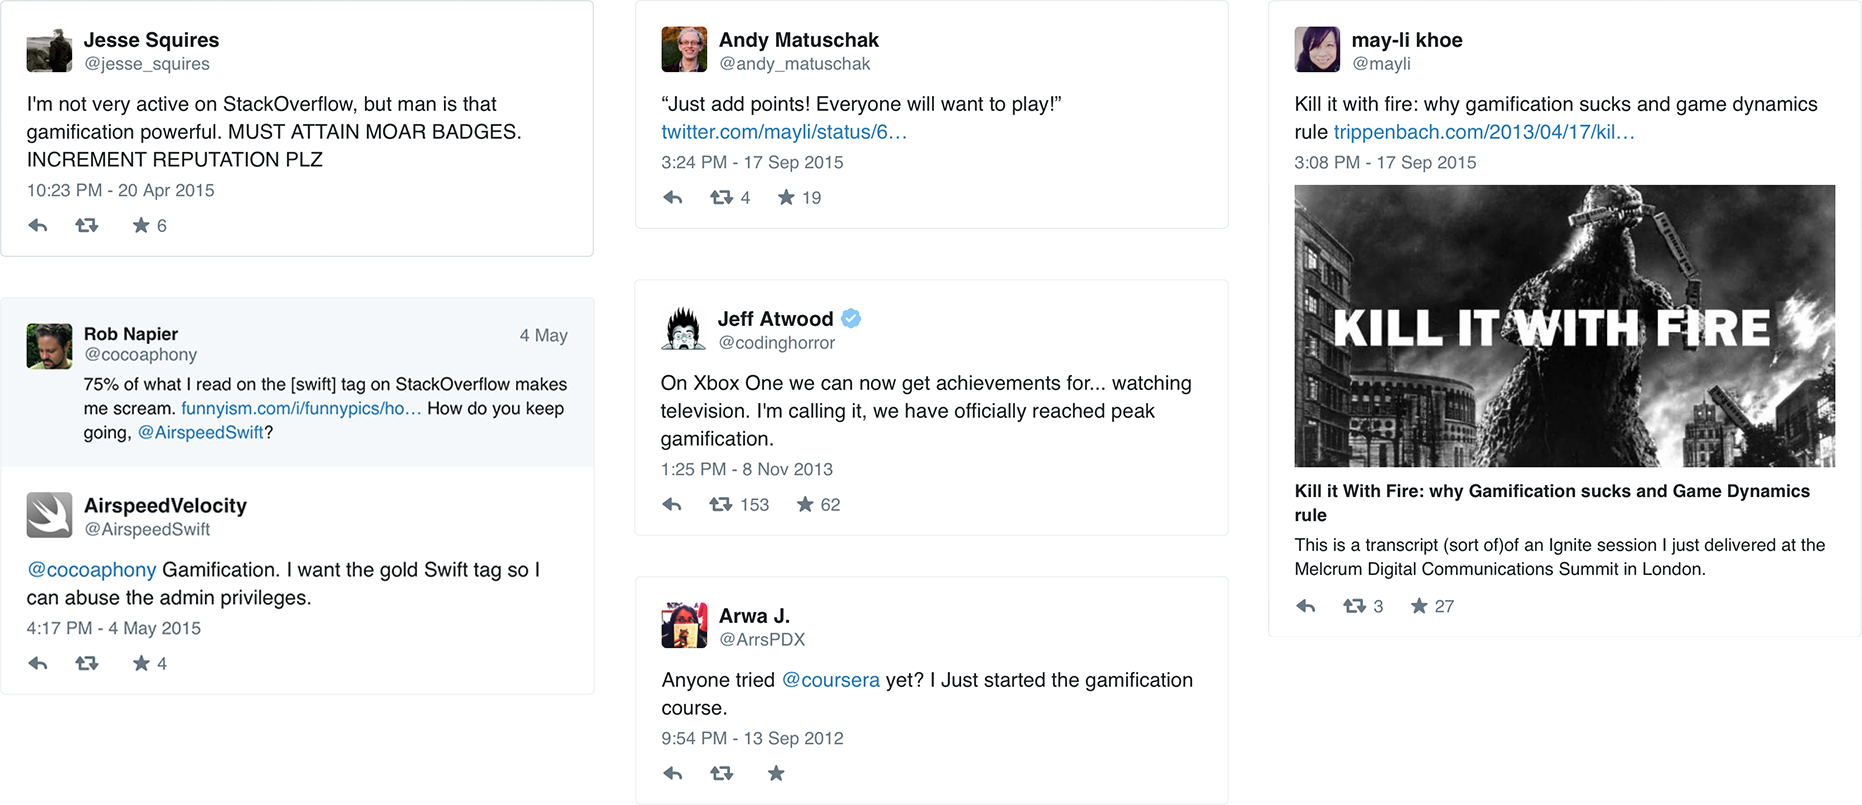 Jesse Squires
@jesse_squires
I'm not very active on StackOverflow, but man is that
gamification powerful. MUST ATTAIN MOAR BADGES.
INCREMENT REPUTATION PLZ
10:23 PM - 20 Apr 2015
6
Rob Napier
4 May
@cocoaphony
75% of what I read on the [swift] tag on StackOverflow makes
me scream. funnyism.com/i/funnypics/ho… How do you keep
going, @AirspeedSwift?
AirspeedVelocity
@AirspeedSwift
@cocoaphony Gamification. I want the gold Swift tag so I
can abuse the admin privileges.
4:17 PM - 4 May 2015
4
Andy Matuschak
@andy_matuschak
“Just add points! Everyone will want to play!”
twitter.com/mayli/status/6…
3:24 PM - 17 Sep 2015
4 19
Jeff Atwood
@codinghorror
On Xbox One we can now get achievements for... watching
television. I'm calling it, we have officially reached peak
gamification.
1:25 PM - 8 Nov 2013
153 62
Arwa J.
@ArrsPDX
Anyone tried @coursera yet? I Just started the gamification
course.
9:54 PM - 13 Sep 2012
may-li khoe
@mayli
Kill it with fire: why gamification sucks and game dynamics
rule trippenbach.com/2013/04/17/kil…
3:08 PM - 17 Sep 2015
KILL IT WITH FIRE
Kill it With Fire: why Gamification sucks and Game Dynamics
rule
This is a transcript (sort of)of an Ignite session I just delivered at the
Melcrum Digital Communications Summit in London.
3 27